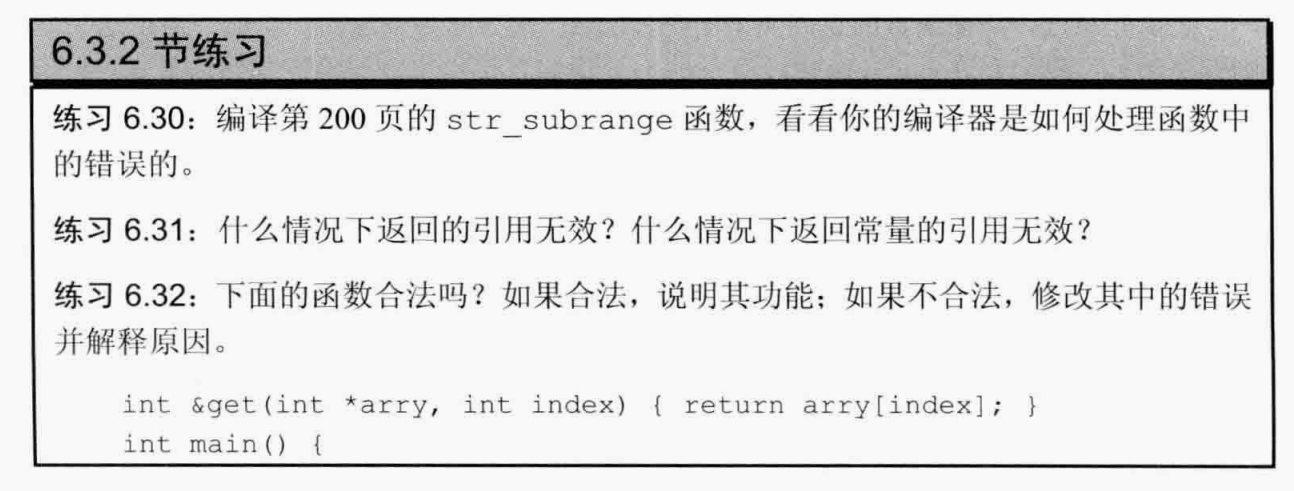 6.3.2 节练习
练习 6.30：编译第 200 页的 str_subrange 函数，看看你的编译器是如何处理函数中
的错误的。
练习 6.31：什么情况下返回的引用无效？什么情况下返回常量的引用无效？
练习 6.32：下面的函数合法吗？如果合法，说明其功能；如果不合法，修改其中的错误
并解释原因。
int &get(int *arry, int index) { return arry[index]; }
int main() {